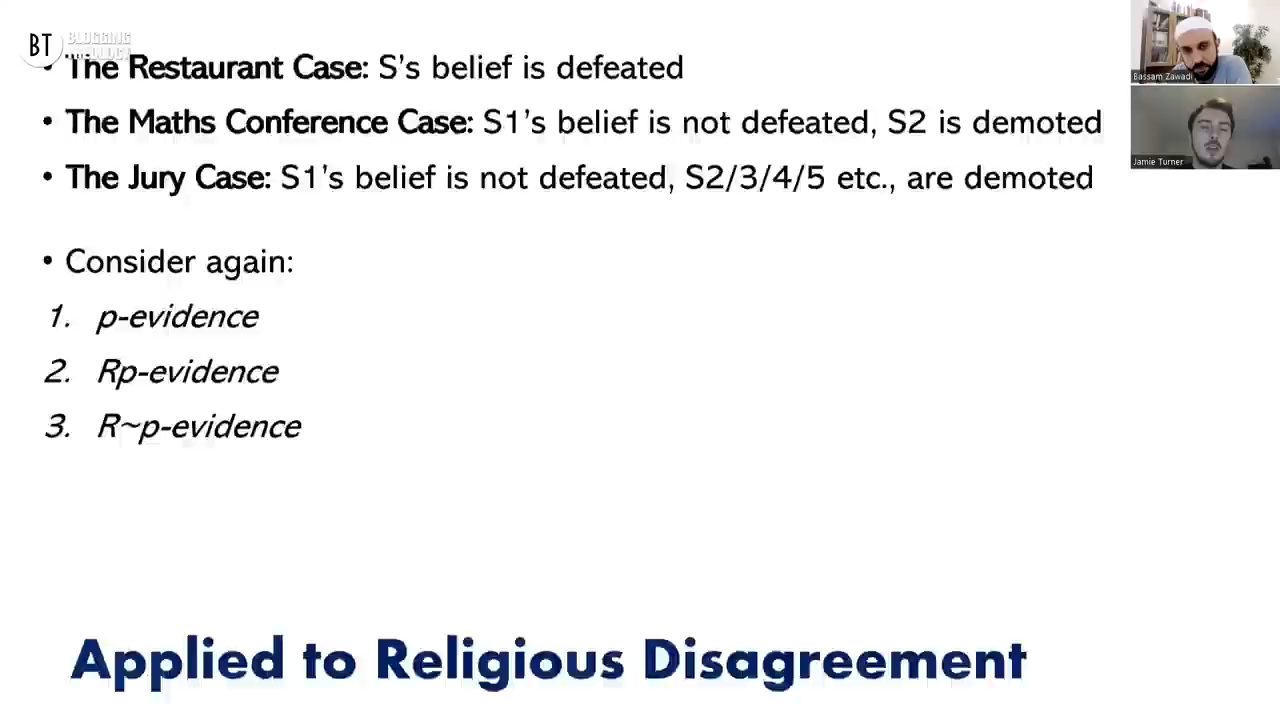 BT BLOGGING
THEOLOGY
• The Restaurant Case: S’s belief is defeated
• The Maths Conference Case: S1’s belief is not defeated, S2 is demoted
• The Jury Case: S1’s belief is not defeated, S2/3/4/5 etc., are demoted
• Consider again:
1. p-evidence
2. Rp-evidence
3. R~p-evidence
Applied to Religious Disagreement
Bassam Zawadi
Jamie Turner